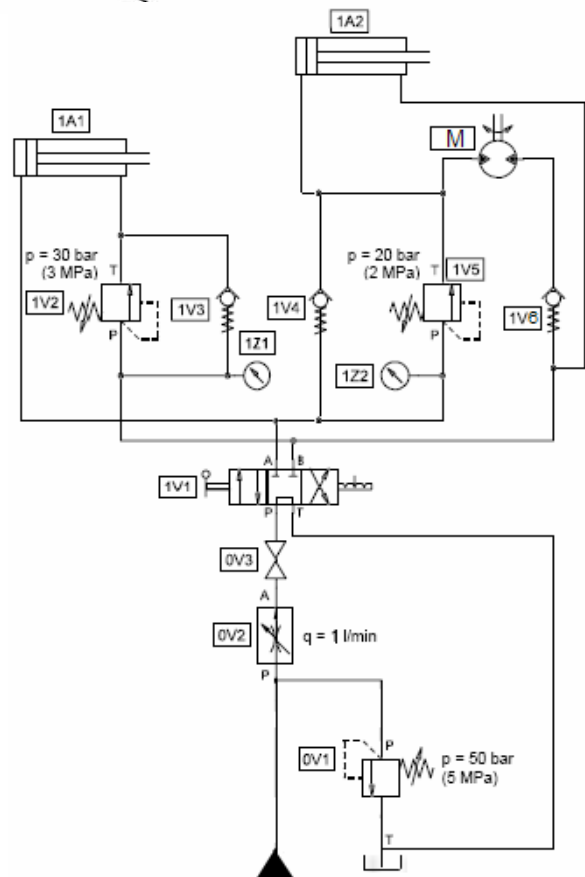 1A2
1A1
M
p = 30 bar
(3 MPa)
T
1V2
P
1V3
1Z1
1V4
p = 20 bar
(2 MPa)
T
1V5
P
1Z2
1V6
A B
1V1
P T
0V3
A
0V2
q = 1 l/min
P
P
0V1
p = 50 bar
(5 MPa)
T